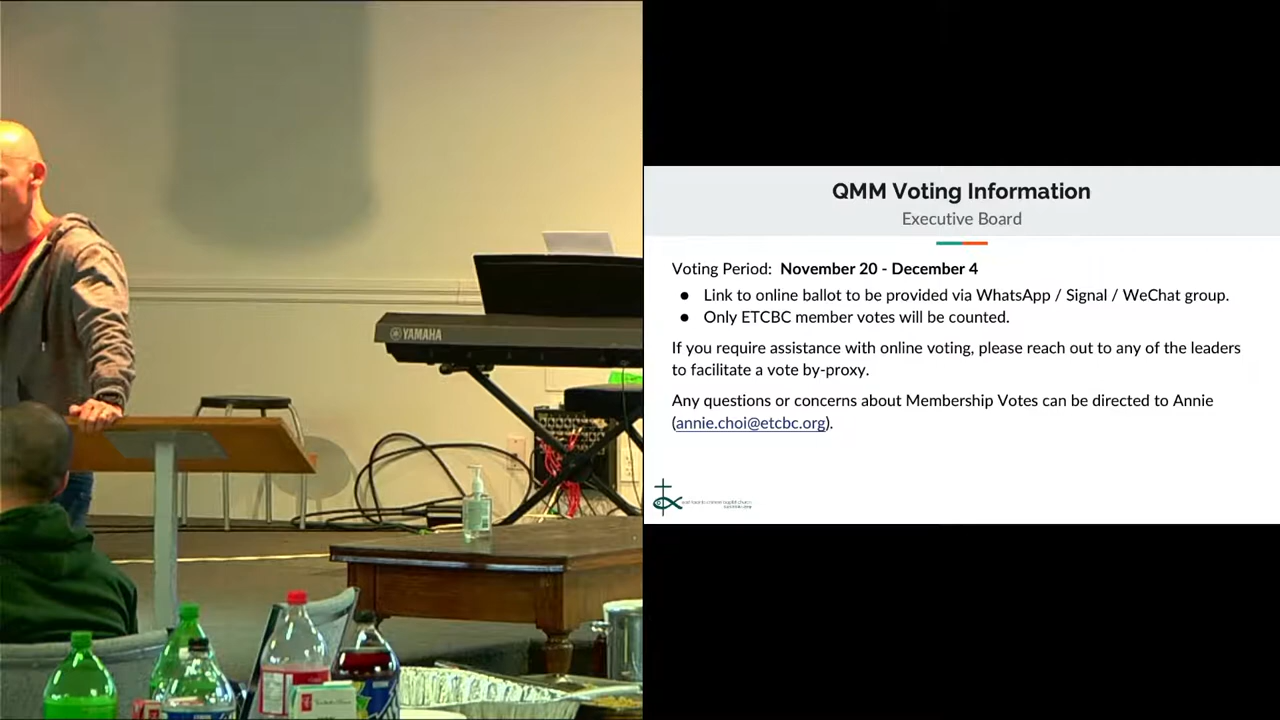 YAMAHA
QMM Voting Information
Executive Board
Voting Period: November 20 - December 4
● Link to online ballot to be provided via WhatsApp / Signal / WeChat group.
● Only ETCBC member votes will be counted.
If you require assistance with online voting, please reach out to any of the leaders
to facilitate a vote by-proxy.
Any questions or concerns about Membership Votes can be directed to Annie
(annie.choi@etcbc.org).